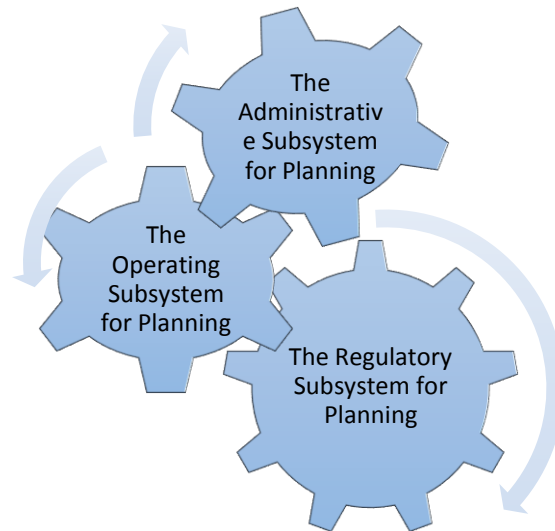 The
Administrativ
e Subsystem
for Planning
The
Operating
Subsystem
for Planning
The Regulatory
Subsystem for
Planning